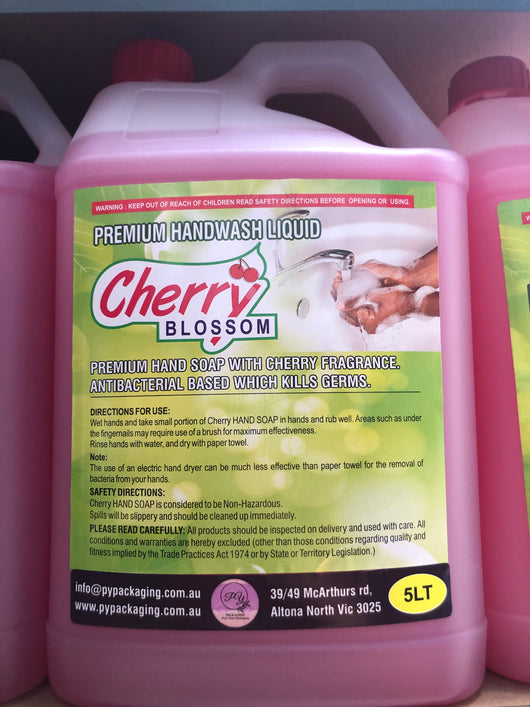 WARNING : KEEP OUT OF REACH OF CHILDREN READ SAFETY DIRECTIONS BEFORE OPENING OR USING.
PREMIUM HANDWASH LIQUID
Cherry
BLOSSOM
PREMIUM HAND SOAP WITH CHERRY FRAGRANCE.
ANTIBACTERIAL BASED WHICH KILLS GERMS.
DIRECTIONS FOR USE:
Wet hands and take small portion of Cherry HAND SOAP in hands and rub well. Areas such as under
the fingernails may require use of a brush for maximum effectiveness.
Rinse hands with water, and dry with paper towel.
Note:
The use of an electric hand dryer can be much less effective than paper towel for the removal of
bacteria from your hands.
SAFETY DIRECTIONS:
Cherry HAND SOAP is considered to be Non-Hazardous.
Spills will be slippery and should be cleaned up immediately.
PLEASE READ CAREFULLY: All products should be inspected on delivery and used with care. All
conditions and warranties are hereby excluded (other than those conditions regarding quality and
fitness implied by the Trade Practices Act 1974 or by State or Territory Legislation.)
info@pypackaging.com.au
www.pypackaging.com.au
PY
39/49 McArthurs rd,
Altona North Vic 3025
5LT